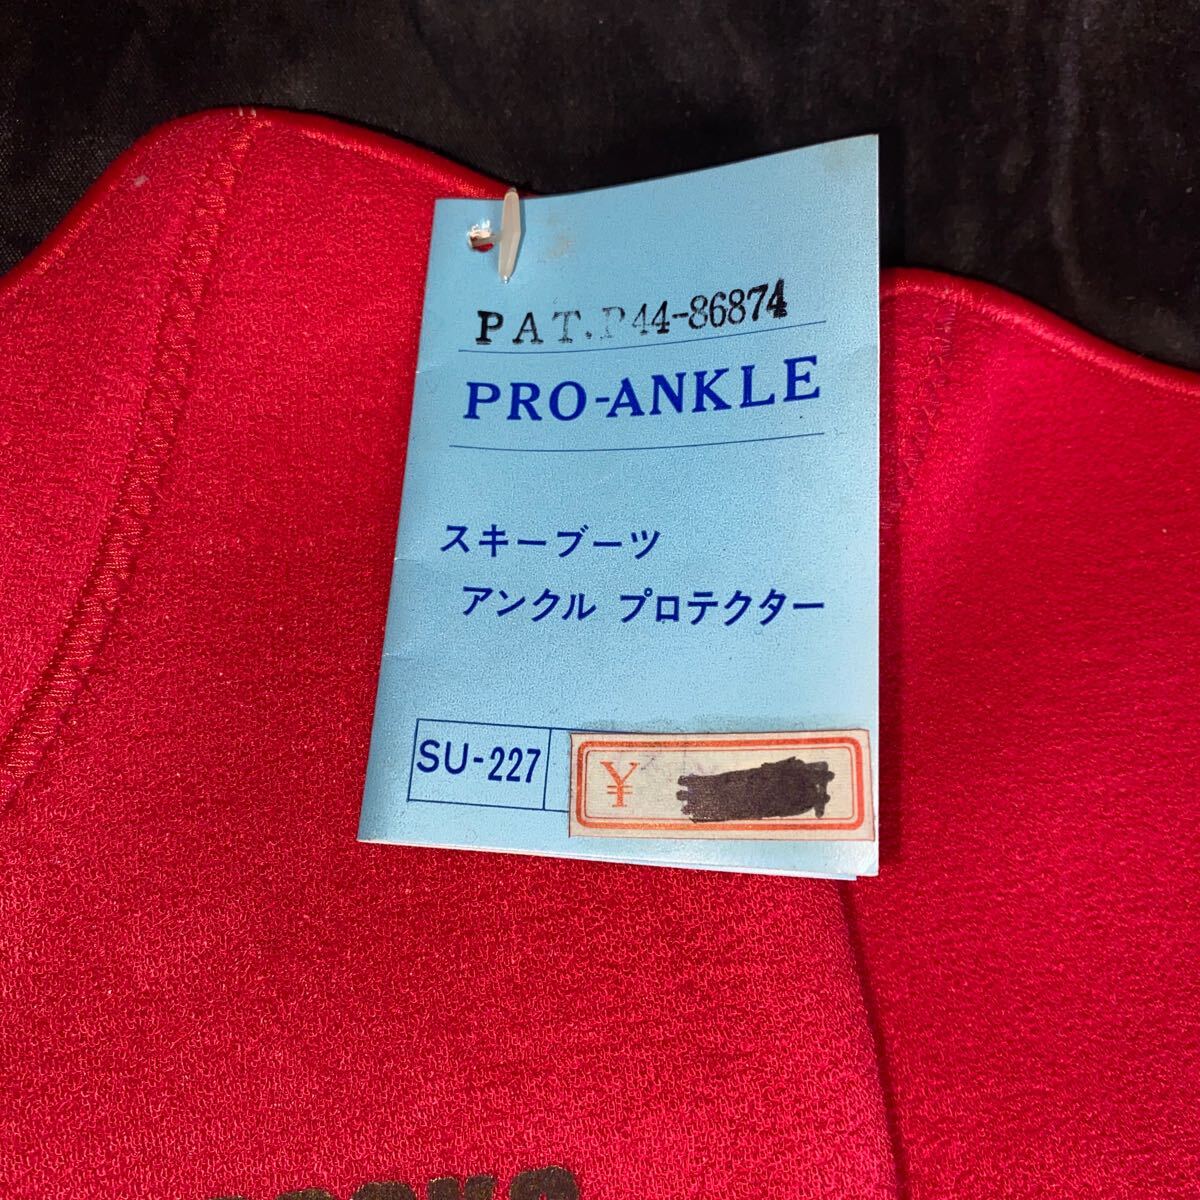 PAT.P44-86874
PRO-ANKLE
スキーブーツ
アンクル プロテクター
SU-227
¥